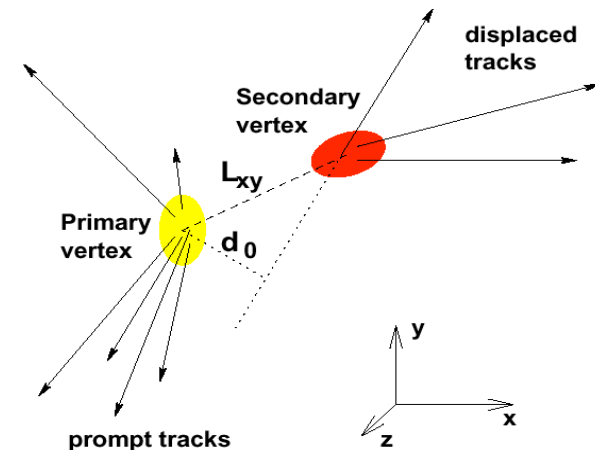 displaced
tracks
Secondary
vertex
Lxy
Primary
vertex
d0
y
x
z
prompt tracks